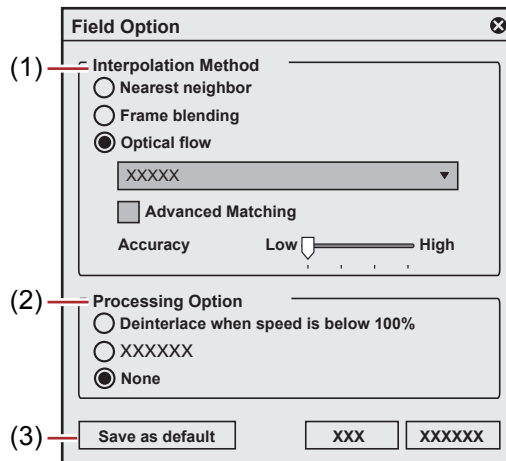 Field Option
(1)
Interpolation Method
Nearest neighbor
Frame blending
Optical flow
XXXXX
Advanced Matching
Accuracy Low High
(2)
Processing Option
Deinterlace when speed is below 100%
XXXXXX
None
(3)
Save as default XXX XXXXXX